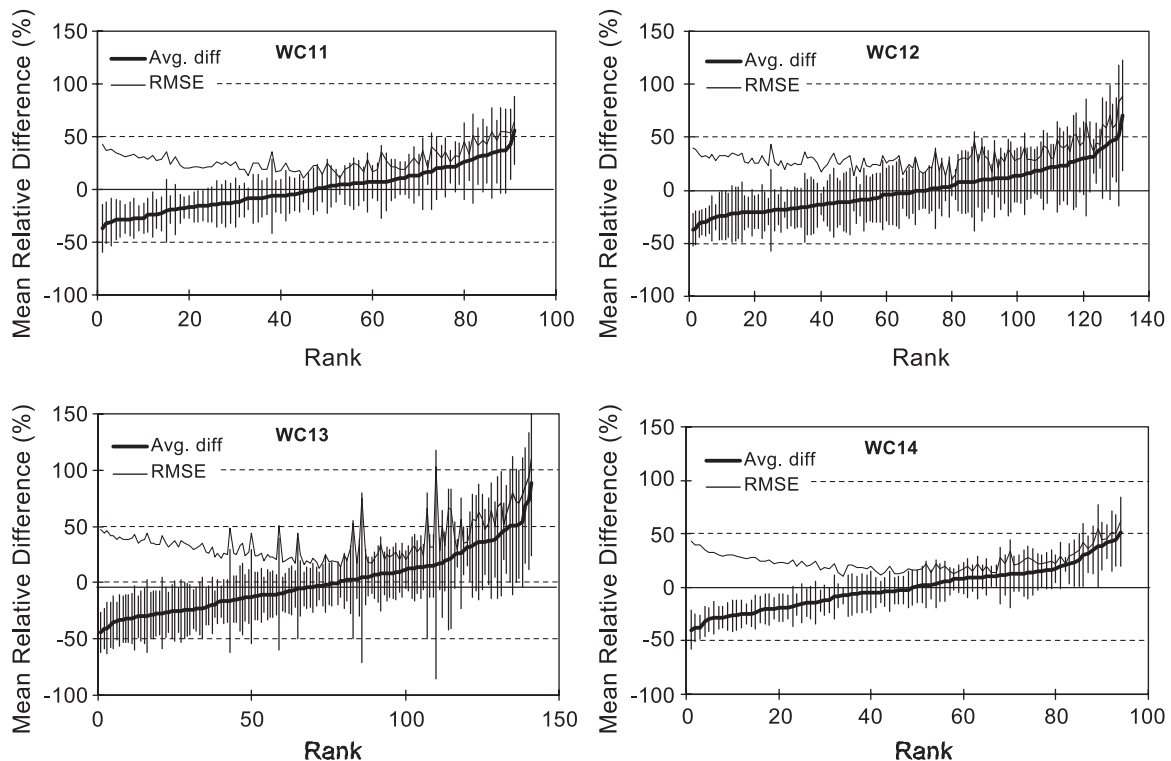 Mean Relative Difference (%)
150
100
50
0
-50
-100
WC11
Avg. diff
RMSE
0 20 40 60 80 100
Rank
Mean Relative Difference (%)
150
100
50
0
-50
-100
WC12
Avg. diff
RMSE
0 20 40 60 80 100 120 140
Rank
Mean Relative Difference (%)
150
100
50
0
-50
-100
WC13
Avg. diff
RMSE
0 50 100 150
Rank
Mean Relative Difference (%)
150
100
50
0
-50
-100
WC14
Avg. diff
RMSE
0 20 40 60 80 100
Rank